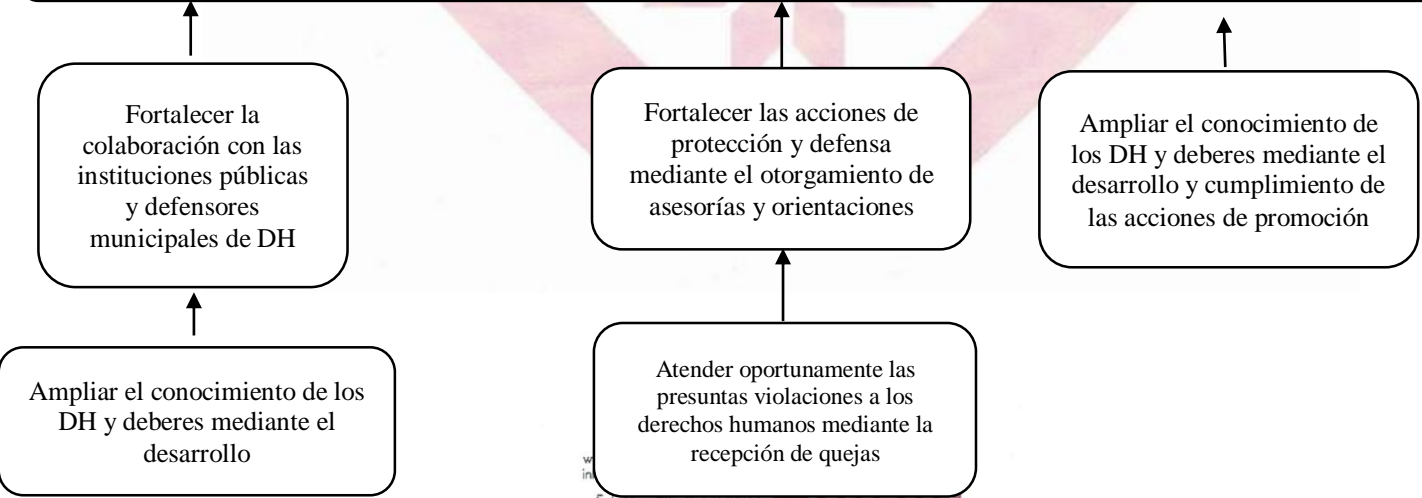 Fortalecer la
colaboración con las
instituciones públicas
y defensores
municipales de DH
Fortalecer las acciones de
protección y defensa
mediante el otorgamiento de
asesorías y orientaciones
Ampliar el conocimiento de
los DH y deberes mediante el
desarrollo y cumplimiento de
las acciones de promoción
Ampliar el conocimiento de los
DH y deberes mediante el
desarrollo
Atender oportunamente las
presuntas violaciones a los
derechos humanos mediante la
recepción de quejas